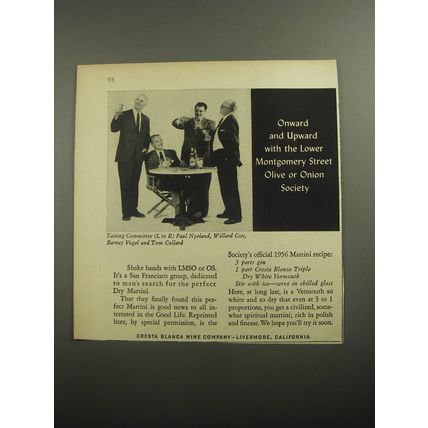 98
Onward
and Upward
with the Lower
Montgomery Street
Olive or Onion
Society
Tasting Committee (L to R) Paul Nyeland, Willard Cox,
Barney Vogel and Tom Collard
Shake hands with LMSO or OS.
It's a San Francisco group, dedicated
to man's search for the perfect
Dry Martini.
That they finally found this per-
fect Martini is good news to all in-
terested in the Good Life. Reprinted
here, by special permission, is the
Society's official 1956 Martini recipe:
3 parts gin
1 part Cresta Blanca Triple
Dry White Vermouth
Stir with ice—serve in chilled glass
Here, at long last, is a Vermouth so
white and so dry that even at 3 to 1
proportions, you get a civilized, some-
what spiritual martini; rich in polish
and finesse. We hope you'll try it soon.
CRESTA BLANCA WINE COMPANY—LIVERMORE, CALIFORNIA